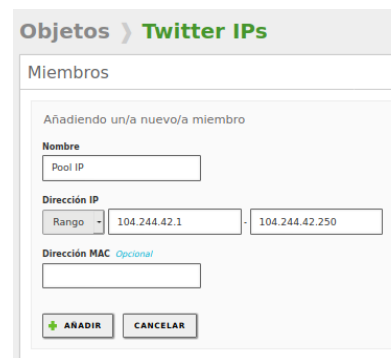 Objetos ❭ Twitter IPs
Miembros
Añadiendo un/a nuevo/a miembro
Nombre
Pool IP
Dirección IP
Rango 104.244.42.1 - 104.244.42.250
Dirección MAC Opcional
AÑADIR CANCELAR